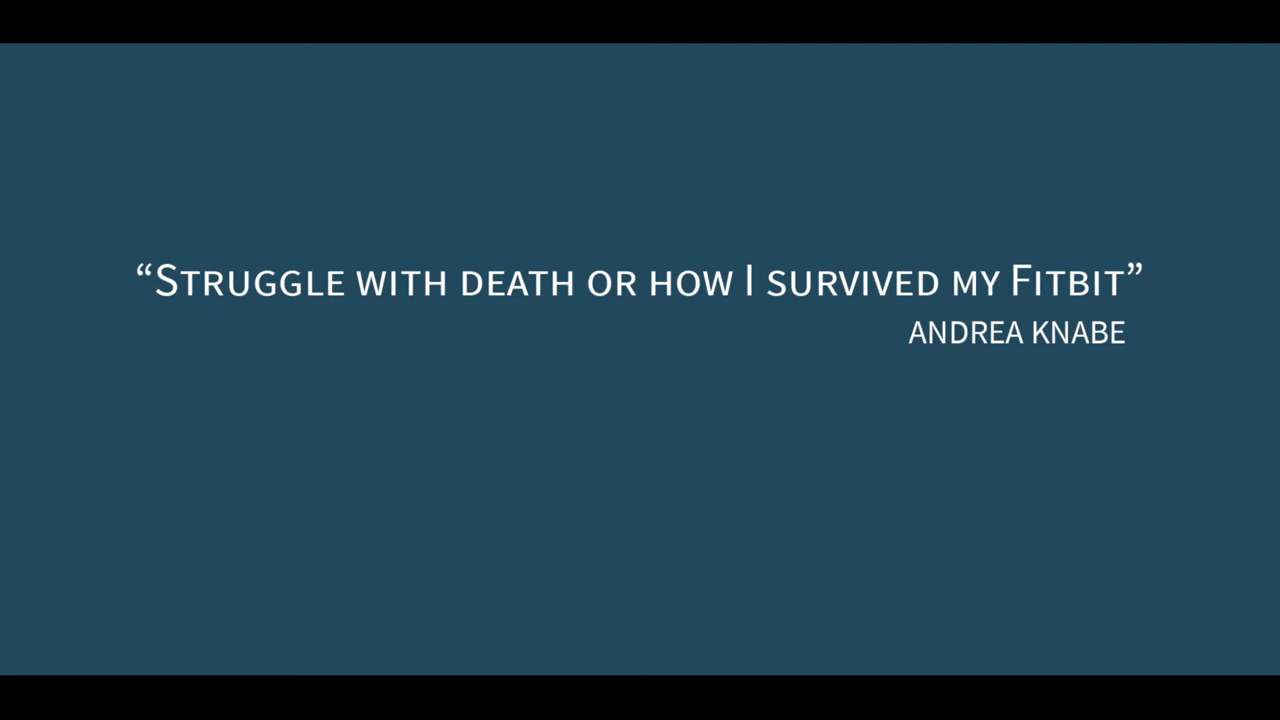 “Struggle with death or how I survived my Fitbit”
ANDREA KNABE